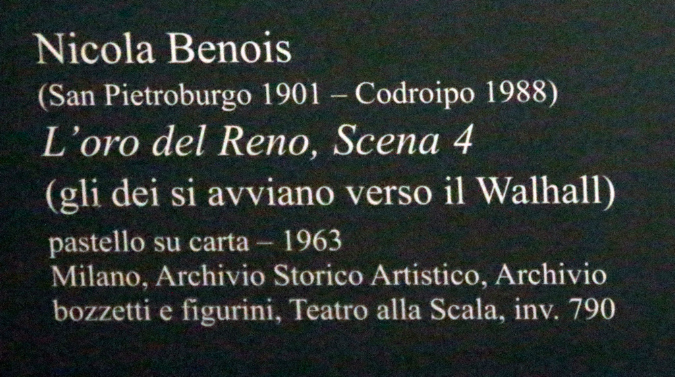 Nicola Benois
(San Pietroburgo 1901 – Codroipo 1988)
L'oro del Reno, Scena 4
(gli dei si avviano verso il Walhall)
pastello su carta – 1963
Milano, Archivio Storico Artistico, Archivio
bozzetti e figurini, Teatro alla Scala, inv. 790